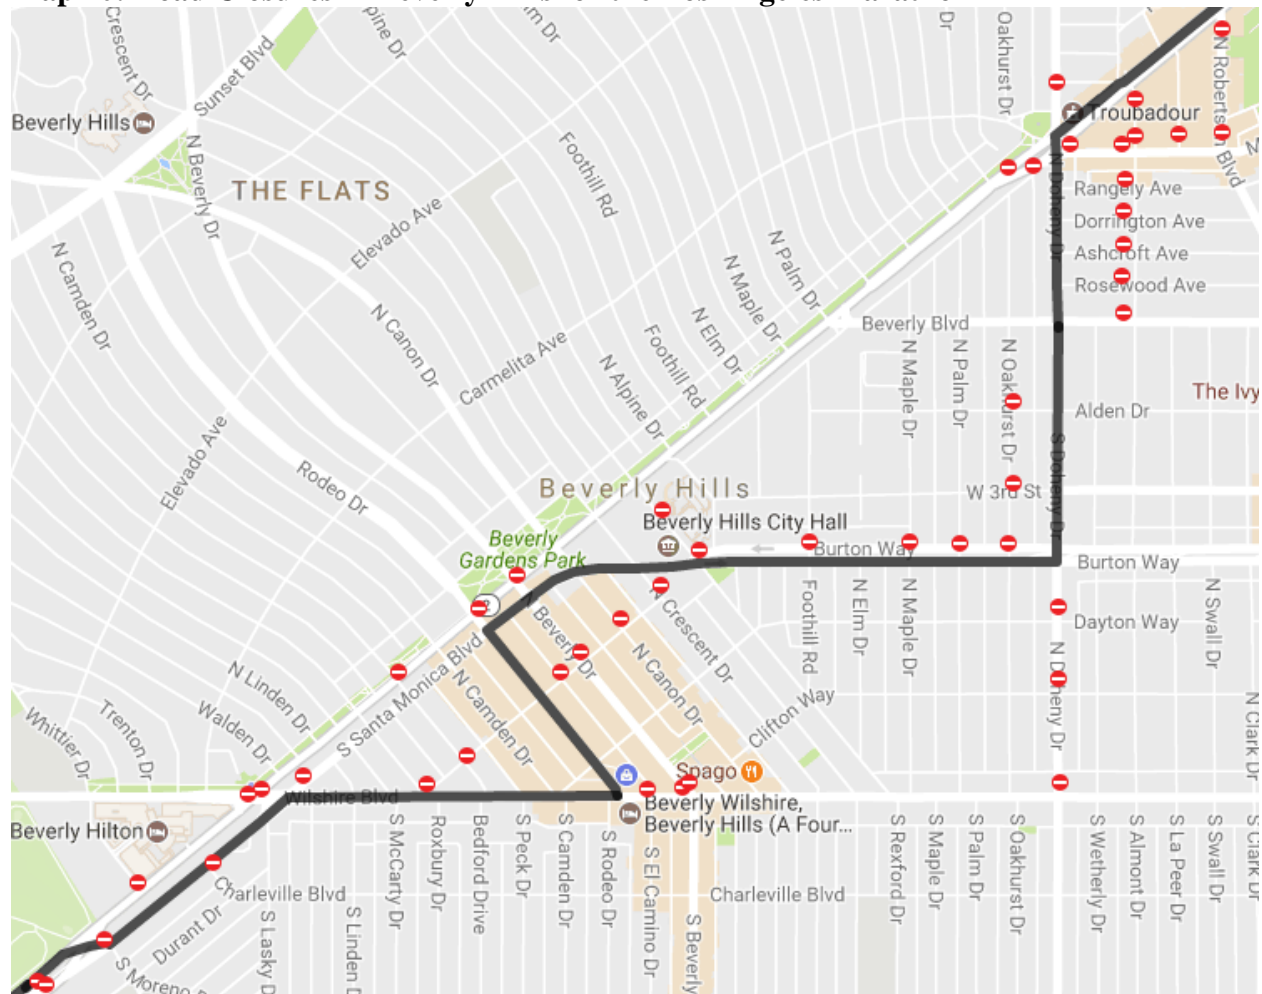 Crescent Dr
Sunset Blvd
Dr
Oakhurst Dr
Beverly Hills
N Beverly Dr
THE FLATS
Foothill Rd
Elevado Ave
N Camden Dr
N Canon Dr
Carmelita Ave
N Alpine Dr
Foothill Rd
N Elm Dr
N Maple Dr
N Palm Dr
Troubadour
N Doheny Dr
Rangely Ave
Dorrington Ave
Ashcroft Ave
Rosewood Ave
Beverly Blvd
N Maple Dr
N Palm Dr
N Oakhurst Dr
Alden Dr
The Ivy
S Doheny Dr
W 3rd St
Elevado Ave
Rodeo Dr
Beverly Hills
Beverly Hills City Hall
Beverly
Gardens Park
Burton Way
Burton Way
Foothill Rd
N Elm Dr
N Maple Dr
Dayton Way
N Swall Dr
N Crescent Dr
Beverly Dr
N Canon Dr
N Camden Dr
S Santa Monica Blvd
N Linden Dr
Walden Dr
Trenton Dr
Whittier Dr
Clifton Way
N Clark Dr
Spago
Wilshire Blvd
Beverly Wilshire,
Beverly Hills (A Four...
Beverly Hilton
S McCarty Dr
Roxbury Dr
Bedford Drive
S Peck Dr
S Camden Dr
S Rodeo Dr
S El Camino Dr
S Beverly
S Rexford Dr
S Maple Dr
S Palm Dr
S Oakhurst Dr
S Wetherly Dr
S Almont Dr
S La Peer Dr
S Swall Dr
S Clark Dr
Charleville Blvd
Charleville Blvd
Durant Dr
S Lasky
S Linden
S Moreno